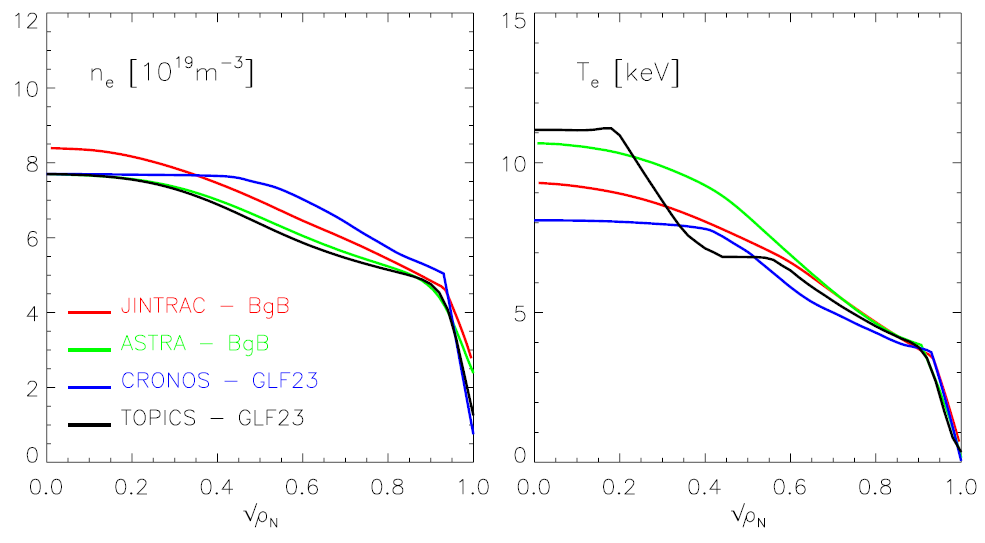 12
10
8
6
4
2
0
n_e [10^19 m^-3]
JINTRAC – BgB
ASTRA – BgB
CRONOS – GLF23
TOPICS – GLF23
0.0 0.2 0.4 0.6 0.8 1.0
√ρ_N
15
10
5
0
T_e [keV]
0.0 0.2 0.4 0.6 0.8 1.0
√ρ_N